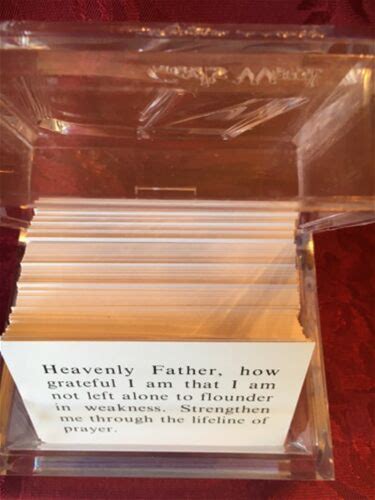 Heavenly Father, how
grateful I am that I am
not left alone to flounder
in weakness. Strengthen
me through the lifeline of
prayer.